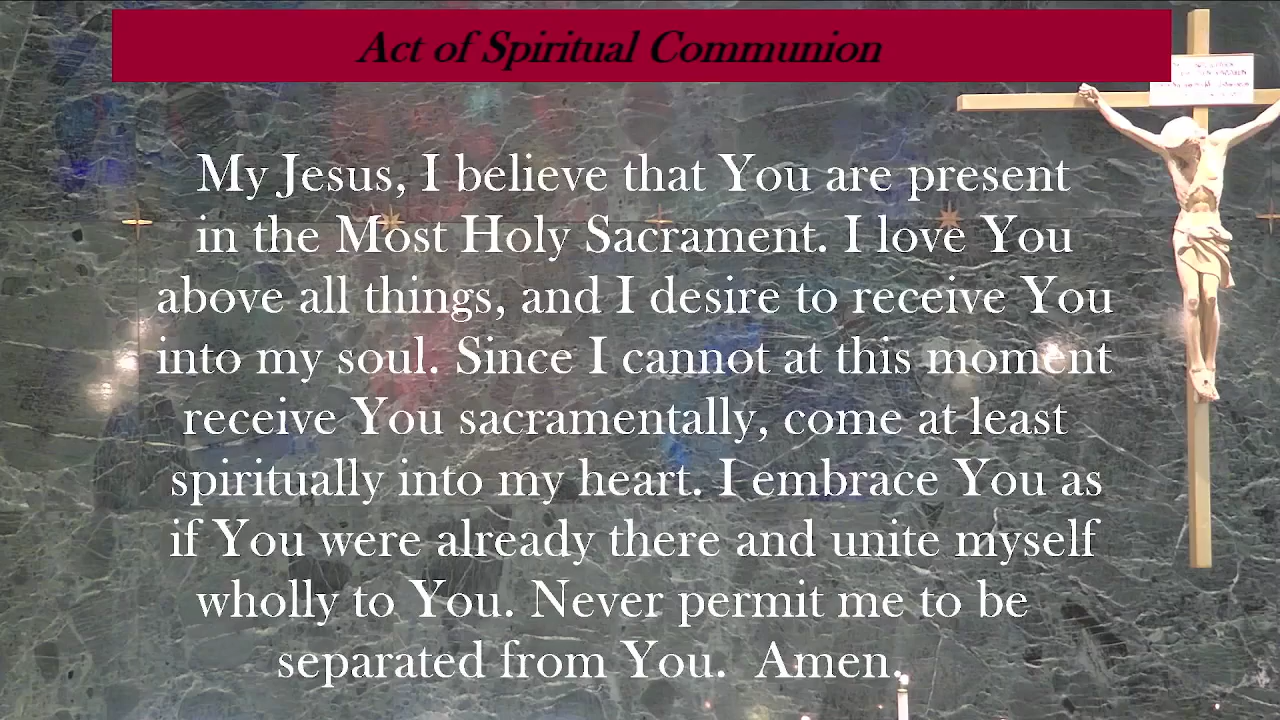 Act of Spiritual Communion
My Jesus, I believe that You are present
in the Most Holy Sacrament. I love You
above all things, and I desire to receive You
into my soul. Since I cannot at this moment
receive You sacramentally, come at least
spiritually into my heart. I embrace You as
if You were already there and unite myself
wholly to You. Never permit me to be
separated from You. Amen.